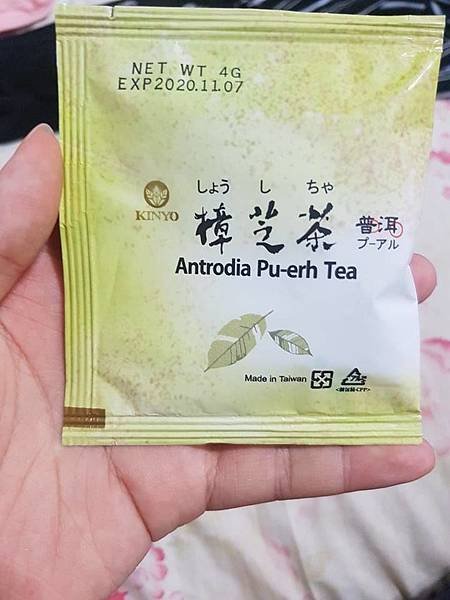 NET WT 4G
EXP2020.11.07
しょう し ちゃ
KINYO
樟芝茶 普洱
プーアル
Antrodia Pu-erh Tea
Made in Taiwan